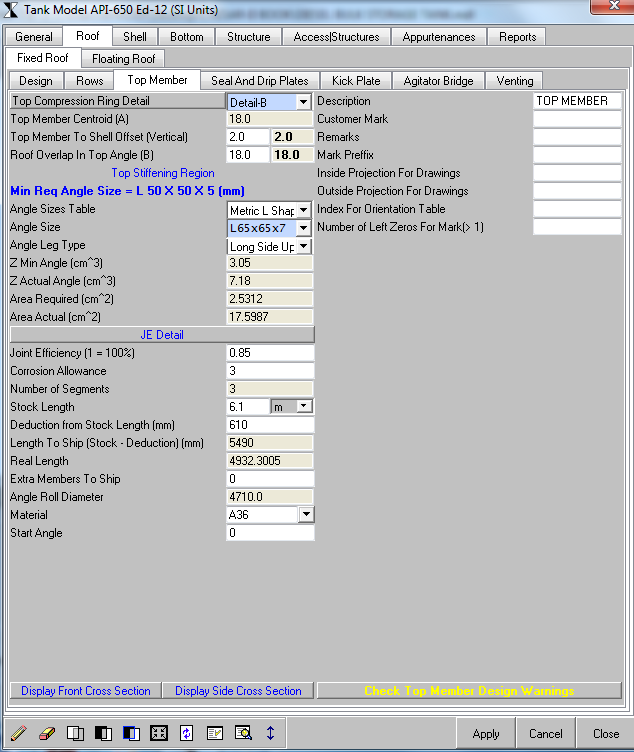 Tank Model API-650 Ed-12 (SI Units)
General Roof Shell Bottom Structure Access|Structures Appurtenances Reports
Fixed Roof Floating Roof
Design Rows Top Member Seal And Drip Plates Kick Plate Agitator Bridge Venting
Top Compression Ring Detail Detail-B Description TOP MEMBER
Top Member Centroid (A) 18.0 Customer Mark
Top Member To Shell Offset (Vertical) 2.0 2.0 Remarks
Roof Overlap In Top Angle (B) 18.0 18.0 Mark Preffix
Top Stiffening Region Inside Projection For Drawings
Min Req Angle Size = L 50 X 50 X 5 (mm) Outside Projection For Drawings
Angle Sizes Table Metric L Shap Index For Orientation Table
Angle Size L65x65x7 Number of Left Zeros For Mark(> 1)
Angle Leg Type Long Side Up
Z Min Angle (cm^3) 3.05
Z Actual Angle (cm^3) 7.18
Area Required (cm^2) 2.5312
Area Actual (cm^2) 17.5987
JE Detail
Joint Efficiency (1 = 100%) 0.85
Corrosion Allowance 3
Number of Segments 3
Stock Length 6.1 m
Deduction from Stock Length (mm) 610
Length To Ship (Stock - Deduction) (mm) 5490
Real Length 4932.3005
Extra Members To Ship 0
Angle Roll Diameter 4710.0
Material A36
Start Angle 0
Display Front Cross Section Display Side Cross Section Check Top Member Design Warnings
Apply Cancel Close